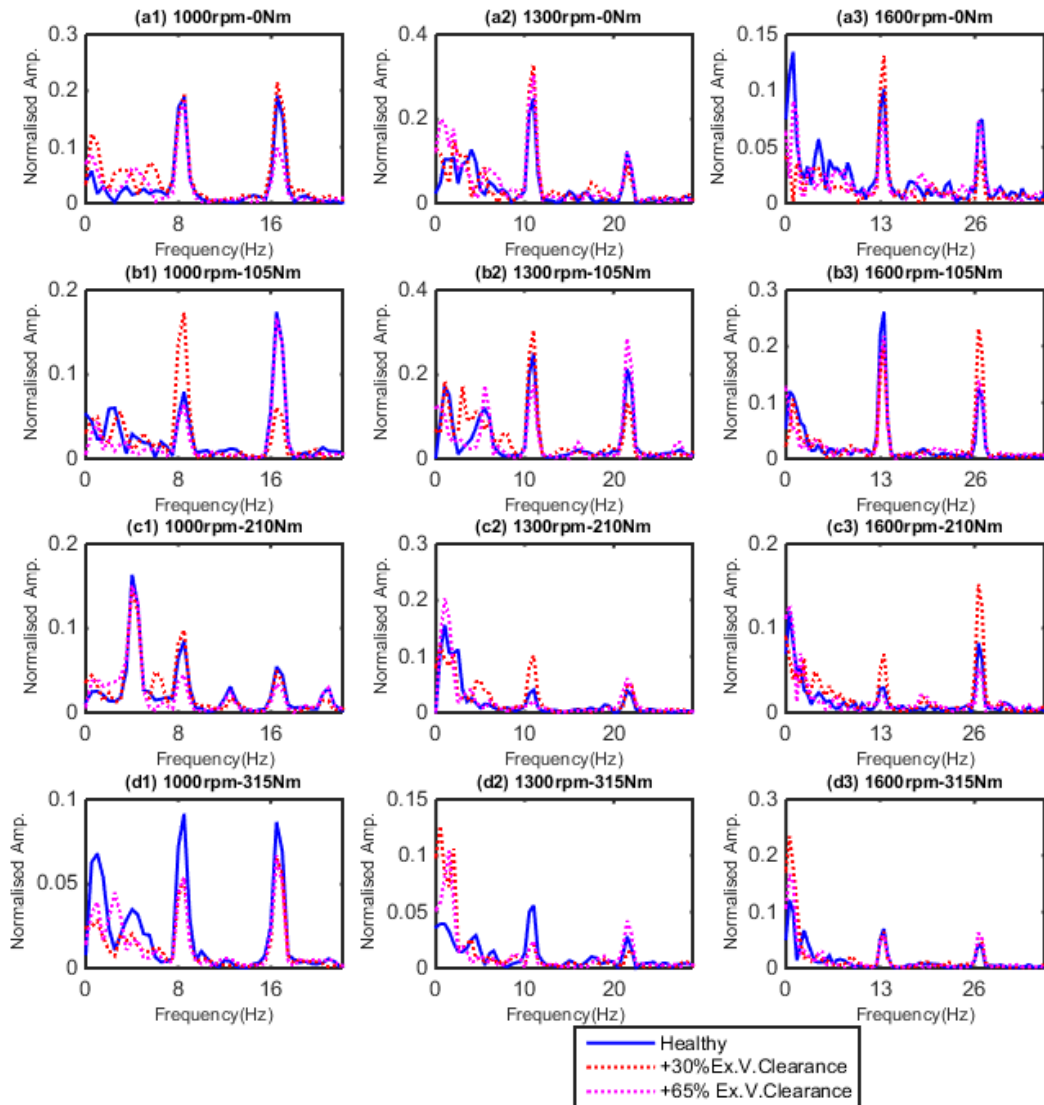 (a1) 1000rpm-0Nm
Normalised Amp.
0.3
0.2
0.1
0
0
8
16
Frequency(Hz)
(a2) 1300rpm-0Nm
Normalised Amp.
0.4
0.2
0
0
10
20
Frequency(Hz)
(a3) 1600rpm-0Nm
Normalised Amp.
0.15
0.1
0.05
0
0
13
26
Frequency(Hz)
(b1) 1000rpm-105Nm
Normalised Amp.
0.2
0.1
0
0
8
16
Frequency(Hz)
(b2) 1300rpm-105Nm
Normalised Amp.
0.4
0.2
0
0
10
20
Frequency(Hz)
(b3) 1600rpm-105Nm
Normalised Amp.
0.3
0.2
0.1
0
0
13
26
Frequency(Hz)
(c1) 1000rpm-210Nm
Normalised Amp.
0.2
0.1
0
0
8
16
Frequency(Hz)
(c2) 1300rpm-210Nm
Normalised Amp.
0.3
0.2
0.1
0
0
10
20
Frequency(Hz)
(c3) 1600rpm-210Nm
Normalised Amp.
0.2
0.1
0
0
13
26
Frequency(Hz)
(d1) 1000rpm-315Nm
Normalised Amp.
0.1
0.05
0
0
8
16
Frequency(Hz)
(d2) 1300rpm-315Nm
Normalised Amp.
0.15
0.1
0.05
0
0
10
20
Frequency(Hz)
(d3) 1600rpm-315Nm
Normalised Amp.
0.3
0.2
0.1
0
0
13
26
Frequency(Hz)
Healthy
+30%Ex.V.Clearance
+65% Ex.V.Clearance